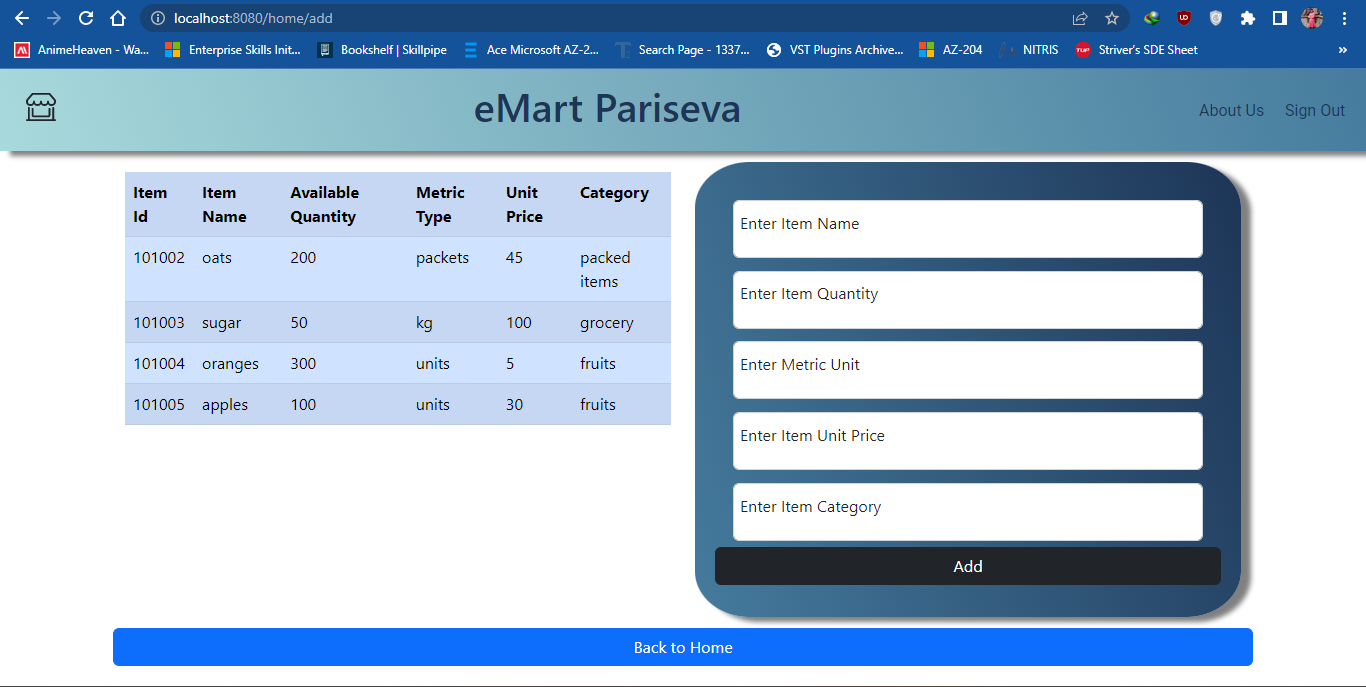 localhost:8080/home/add
AnimeHeaven - Wa...
Enterprise Skills Init...
Bookshelf | Skillpipe
Ace Microsoft AZ-2...
Search Page - 1337...
VST Plugins Archive...
AZ-204
NITRIS
TUF Striver's SDE Sheet
»
eMart Pariseva
About Us
Sign Out
Item Id Item Name Available Quantity Metric Type Unit Price Category
101002 oats 200 packets 45 packed items
101003 sugar 50 kg 100 grocery
101004 oranges 300 units 5 fruits
101005 apples 100 units 30 fruits
Enter Item Name
Enter Item Quantity
Enter Metric Unit
Enter Item Unit Price
Enter Item Category
Add
Back to Home